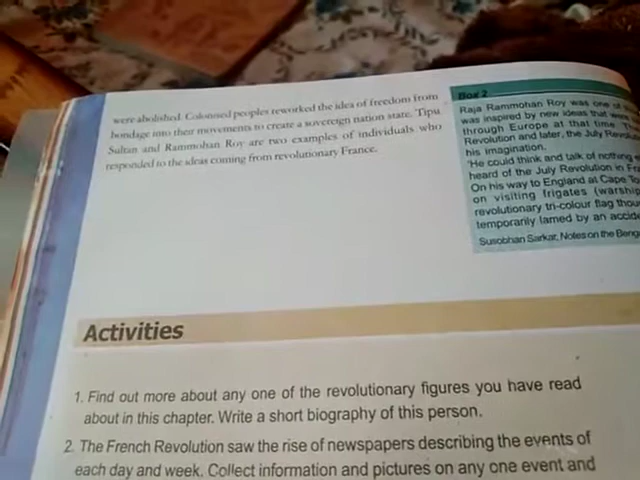 were abolished. Colonised peoples reworked the idea of freedom from
bondage into their movements to create a sovereign nation state. Tipu
Sultan and Rammohan Roy are two examples of individuals who
responded to the ideas coming from revolutionary France.
Box 2
Raja Rammohan Roy was one of
was inspired by new ideas that were
through Europe at that time. The
Revolution and later, the July Revolu
his imagination.
'He could think and talk of nothing
heard of the July Revolution in Fra
On his way to England at Cape To
on visiting frigates (warship
revolutionary tri-colour flag thou
temporarily lamed by an accide
Susobhan Sarkar, Notes on the Beng
Activities
1. Find out more about any one of the revolutionary figures you have read
about in this chapter. Write a short biography of this person.
2. The French Revolution saw the rise of newspapers describing the events of
each day and week. Collect information and pictures on any one event and